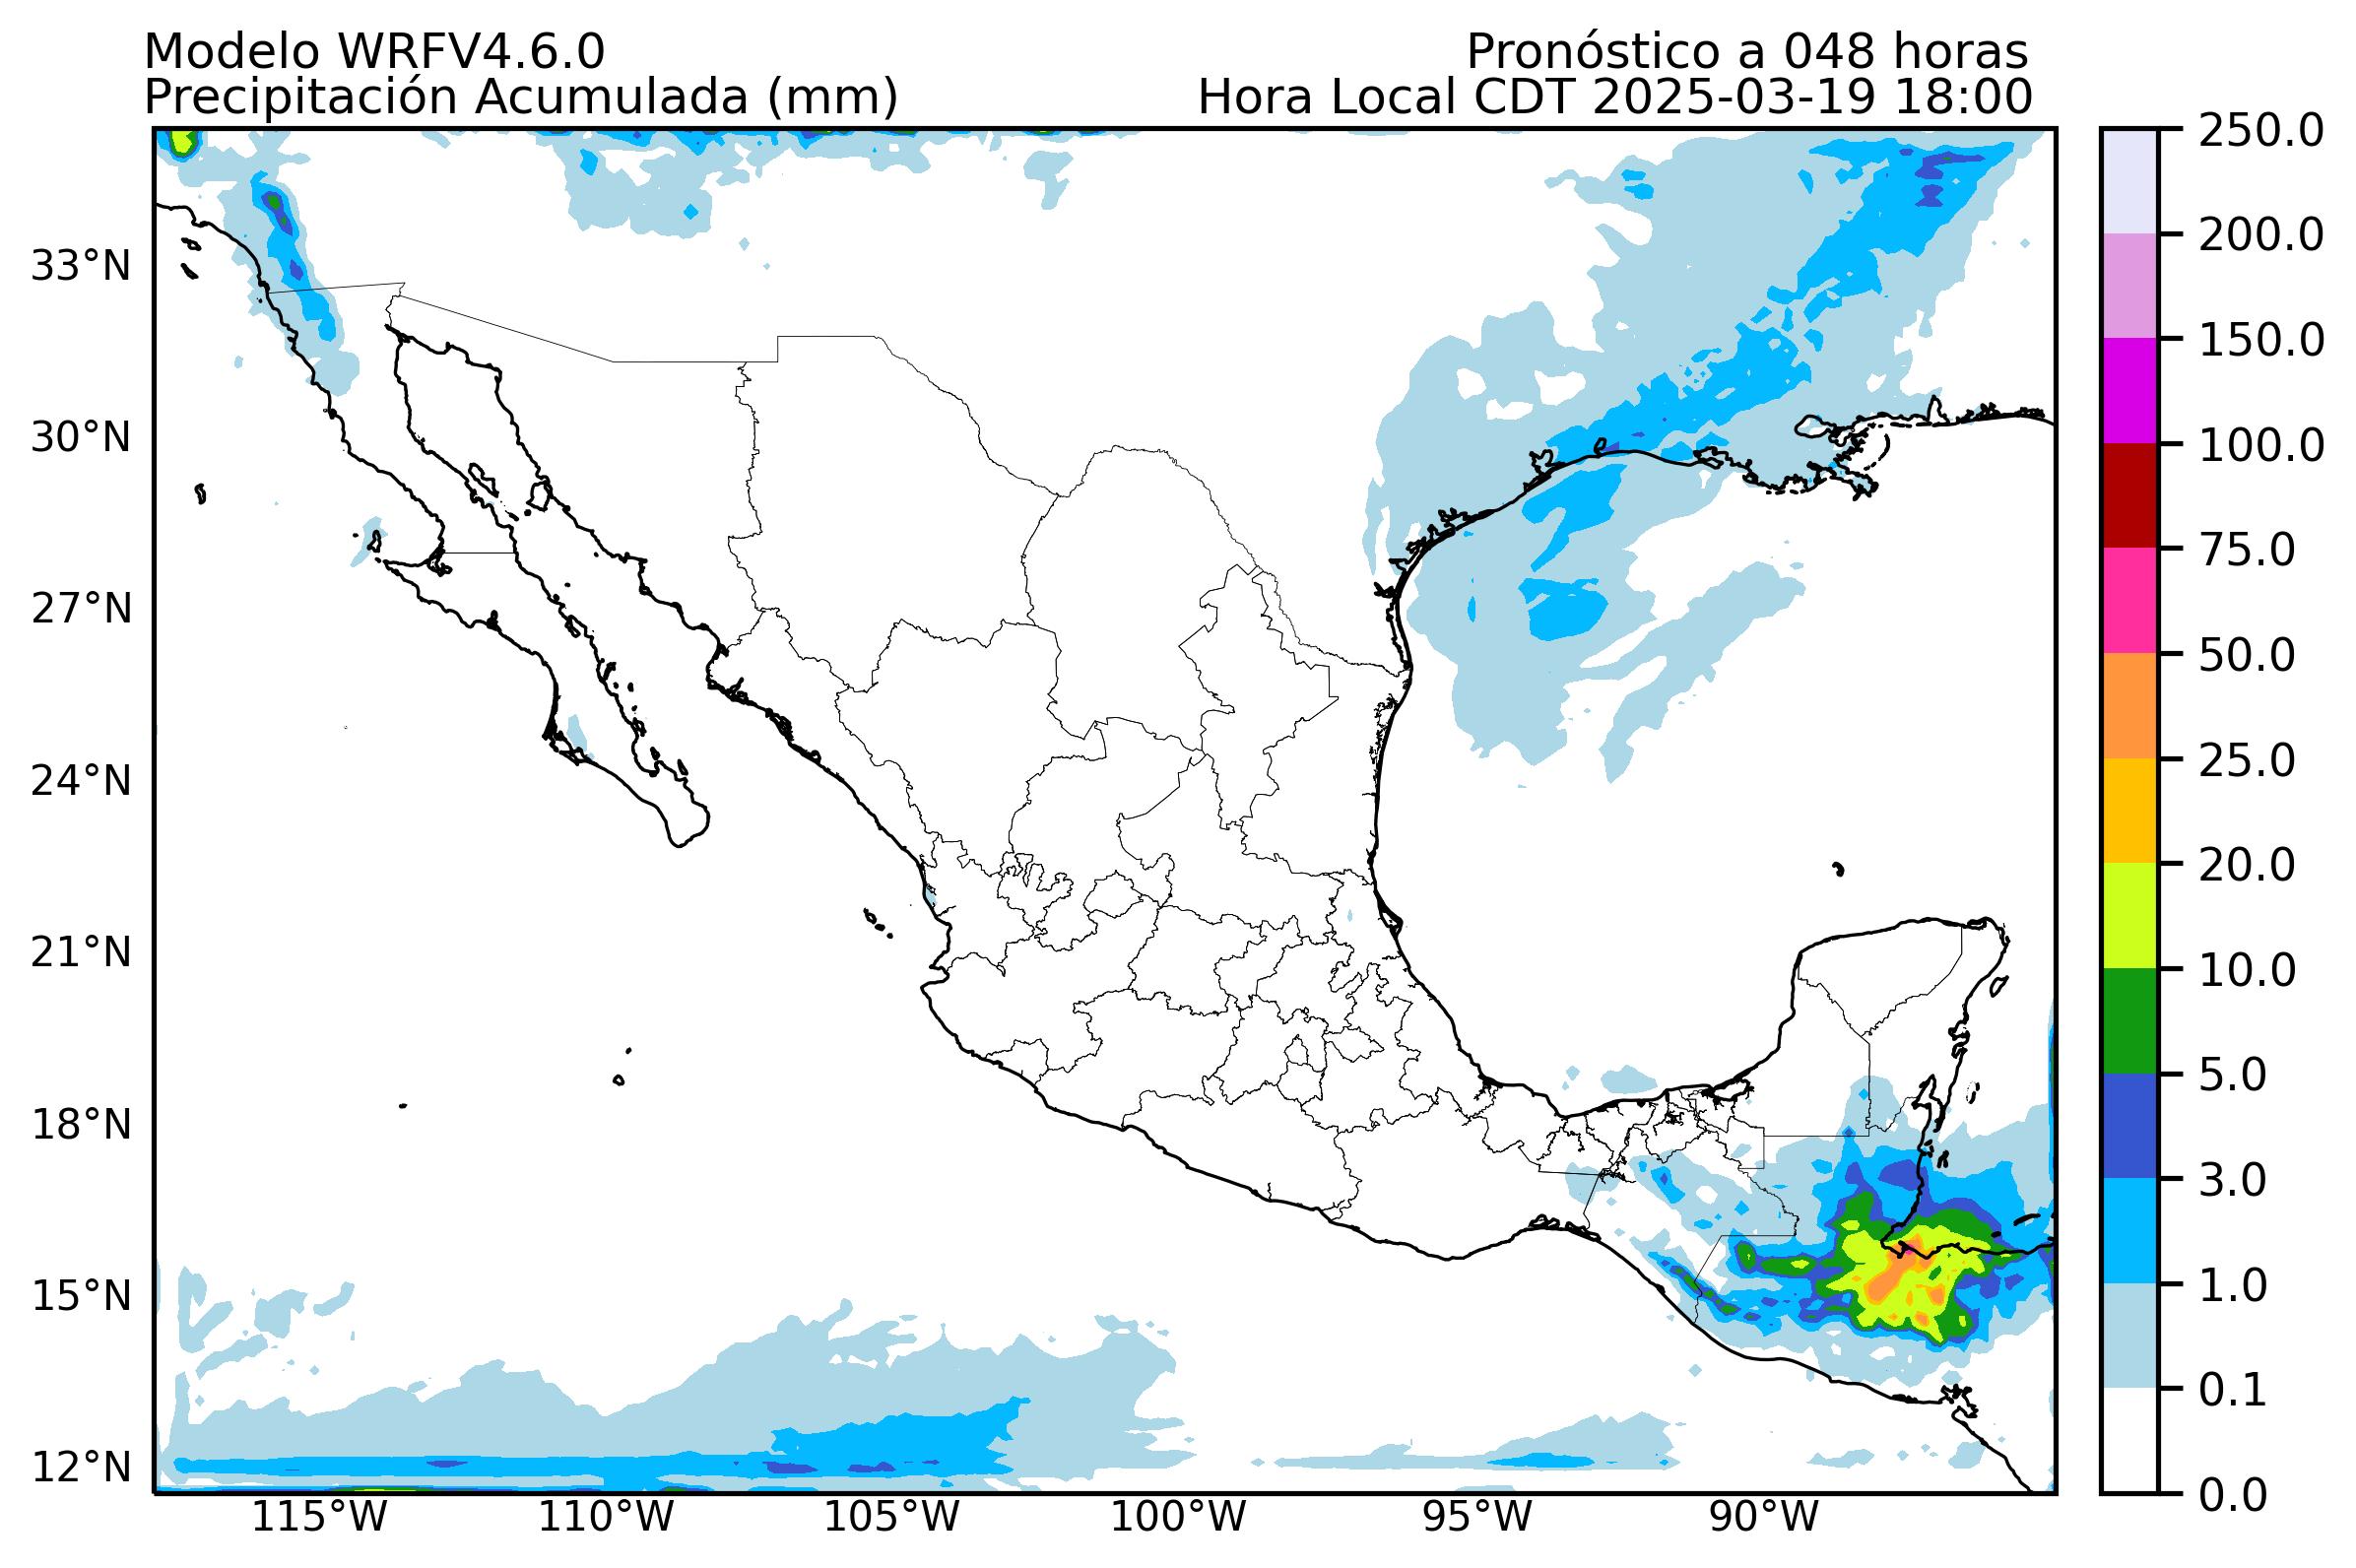 Modelo WRFV4.6.0
Pronóstico a 048 horas
Precipitación Acumulada (mm)
Hora Local CDT 2025-03-19 18:00
33°N
30°N
27°N
24°N
21°N
18°N
15°N
12°N
115°W
110°W
105°W
100°W
95°W
90°W
250.0
200.0
150.0
100.0
75.0
50.0
25.0
20.0
10.0
5.0
3.0
1.0
0.1
0.0